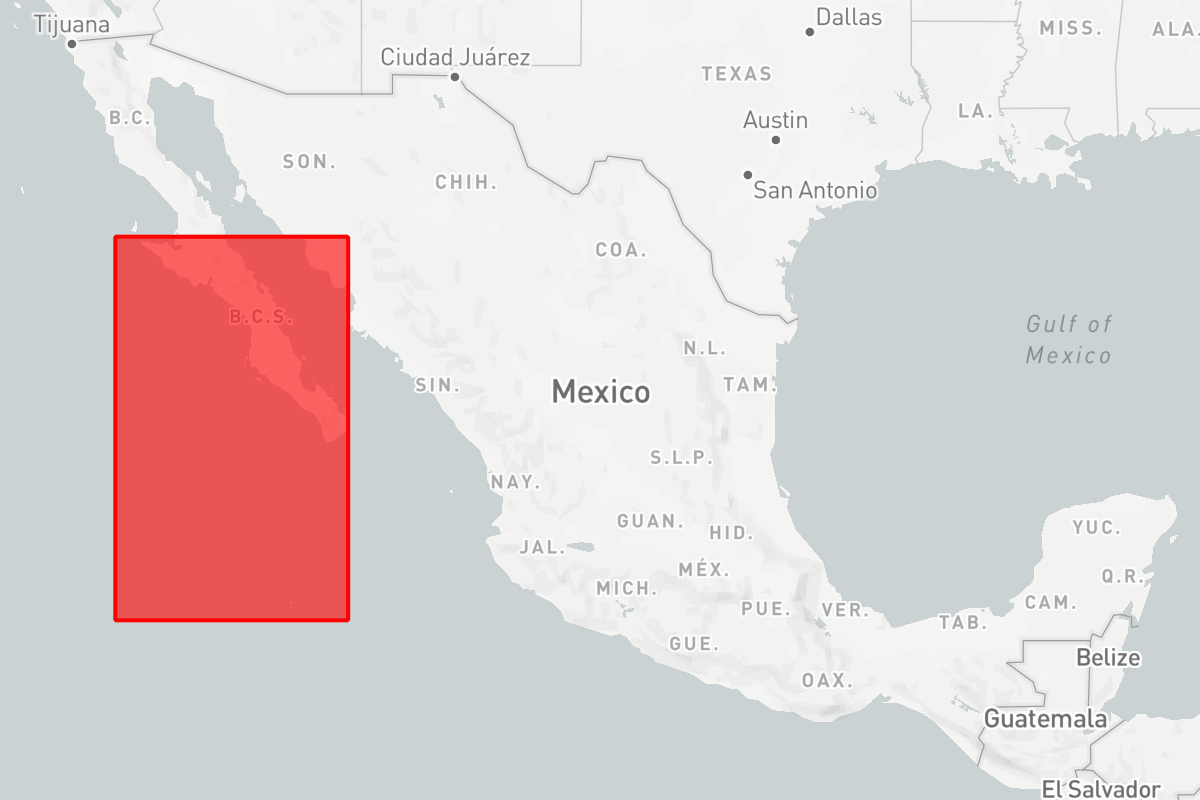 Tijuana
Dallas
MISS.
ALA.
Ciudad Juárez
TEXAS
B.C.
LA.
Austin
SON.
CHIH.
San Antonio
COA.
B.C.S.
Gulf of
Mexico
N.L.
SIN.
Mexico
TAM.
S.L.P.
NAY.
GUAN.
HID.
YUC.
JAL.
MÉX.
Q.R.
MICH.
PUE.
VER.
CAM.
TAB.
GUE.
Belize
OAX.
Guatemala
El Salvador